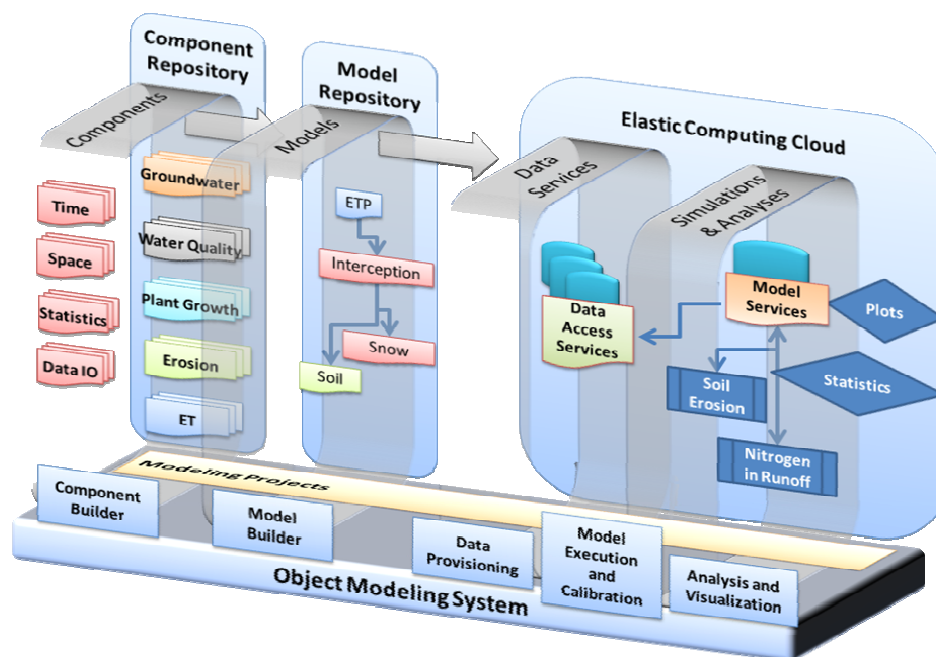 Component
Repository
Model
Repository
Elastic Computing Cloud
Components
Models
Data
Services
Simulations
& Analyses
Time
Space
Statistics
Data IO
Groundwater
Water Quality
Plant Growth
Erosion
ET
ETP
Interception
Snow
Soil
Data
Access
Services
Model
Services
Plots
Statistics
Soil
Erosion
Nitrogen
in Runoff
Modeling Projects
Component
Builder
Model
Builder
Data
Provisioning
Model
Execution
and
Calibration
Analysis and
Visualization
Object Modeling System